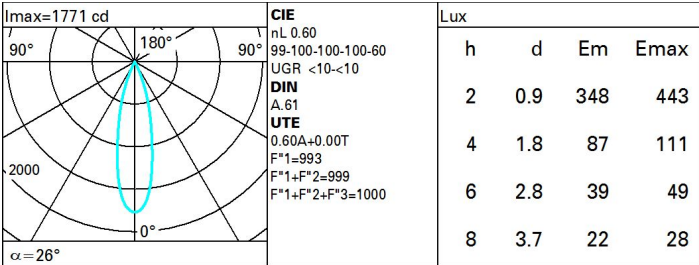 Imax=1771 cd
90° 180° 90°
2000
0°
α=26°
CIE
nL 0.60
99-100-100-100-60
UGR <10-<10
DIN
A.61
UTE
0.60A+0.00T
F"1=993
F"1+F"2=999
F"1+F"2+F"3=1000
Lux
h d Em Emax
2 0.9 348 443
4 1.8 87 111
6 2.8 39 49
8 3.7 22 28